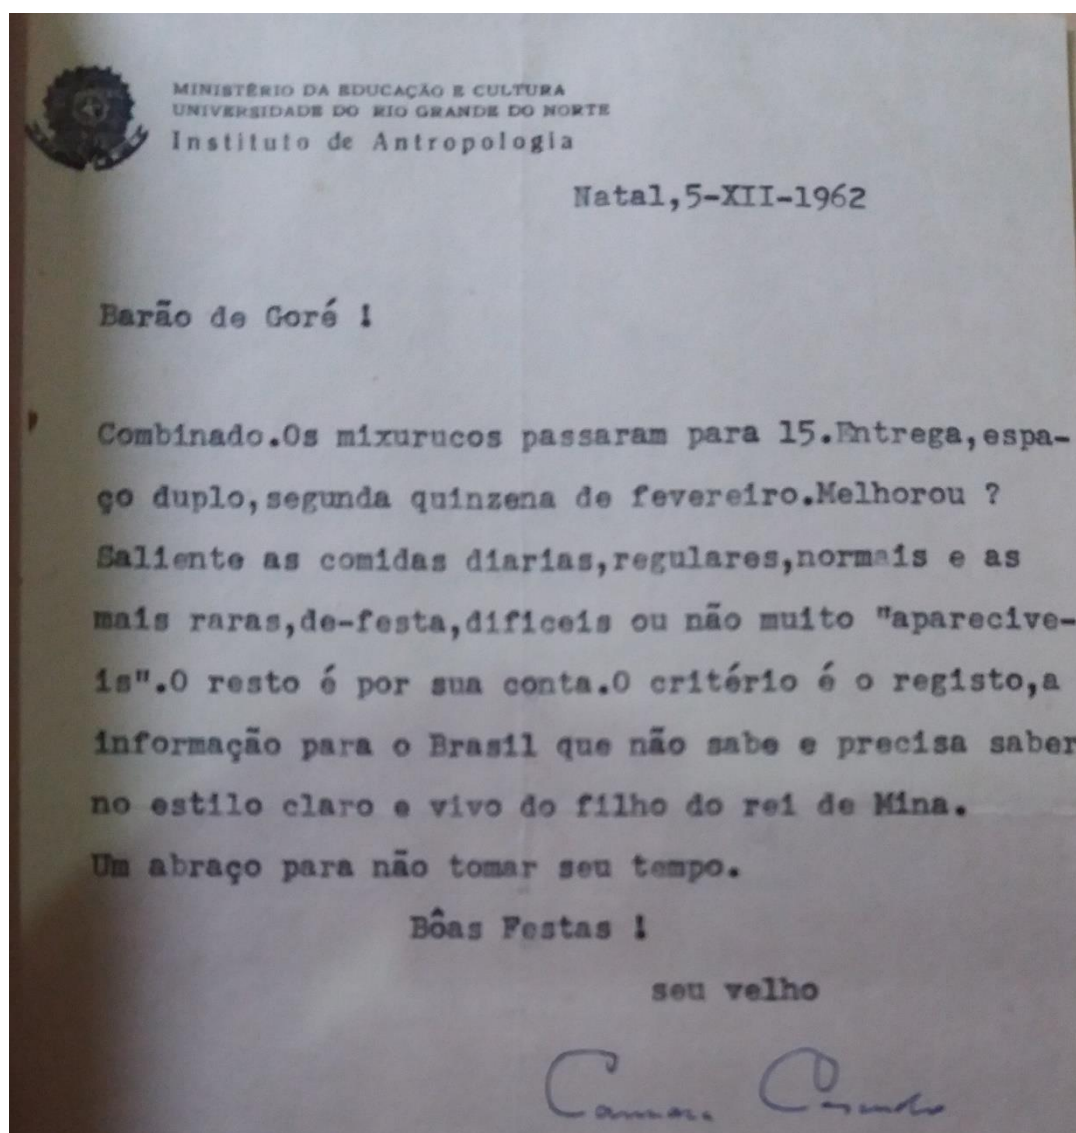 MINISTÉRIO DA EDUCAÇÃO E CULTURA
UNIVERSIDADE DO RIO GRANDE DO NORTE
Instituto de Antropologia
Natal,5-XII-1962
Barão de Goré !
Combinado.Os mixurucos passaram para 15.Entrega,espa-
ço duplo,segunda quinzena de fevereiro.Melhorou ?
Saliente as comidas diarias,regulares,normais e as
mais raras,de-festa,dificeis ou não muito "aparecive-
is".O resto é por sua conta.O critério é o registo,a
informação para o Brasil que não sabe e precisa saber
no estilo claro e vivo do filho do rei de Mina.
Um abraço para não tomar seu tempo.
Bôas Festas !
seu velho
Camara Cascudo